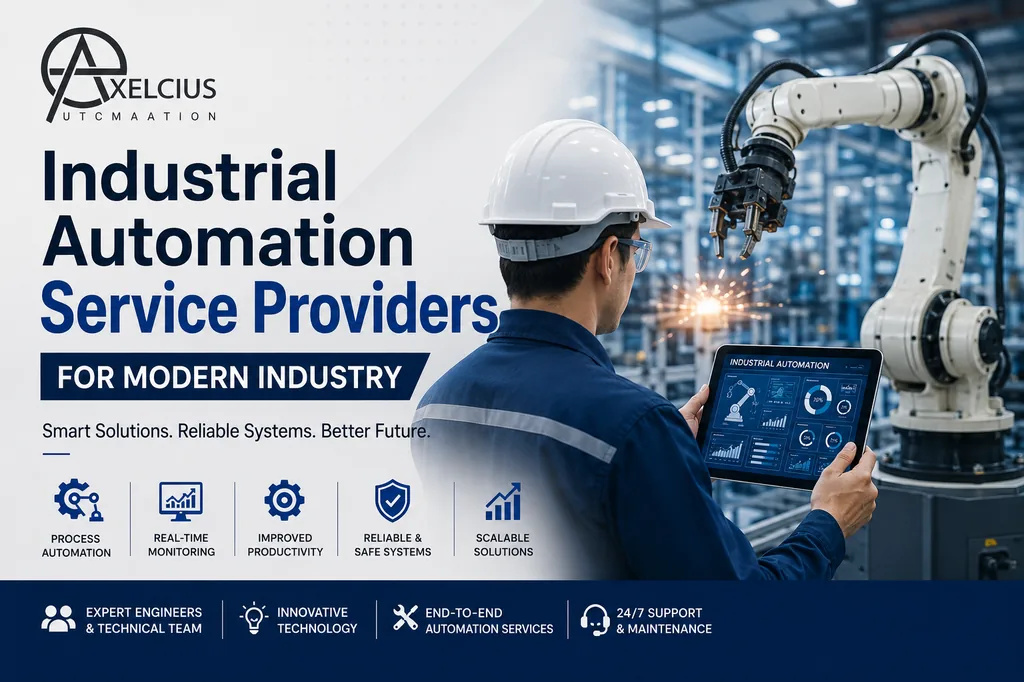 AXELCIUS
UTCMAATION
Industrial
Automation
Service Providers
FOR MODERN INDUSTRY
Smart Solutions. Reliable Systems. Better Future.
PROCESS
AUTOMATION
REAL-TIME
MONITORING
IMPROVED
PRODUCTIVITY
RELIABLE &
SAFE SYSTEMS
SCALABLE
SOLUTIONS
INDUSTRIAL AUTOMATION
70%
EXPERT ENGINEERS
& TECHNICAL TEAM
INNOVATIVE
TECHNOLOGY
END-TO-END
AUTOMATION SERVICES
24/7 SUPPORT
& MAINTENANCE